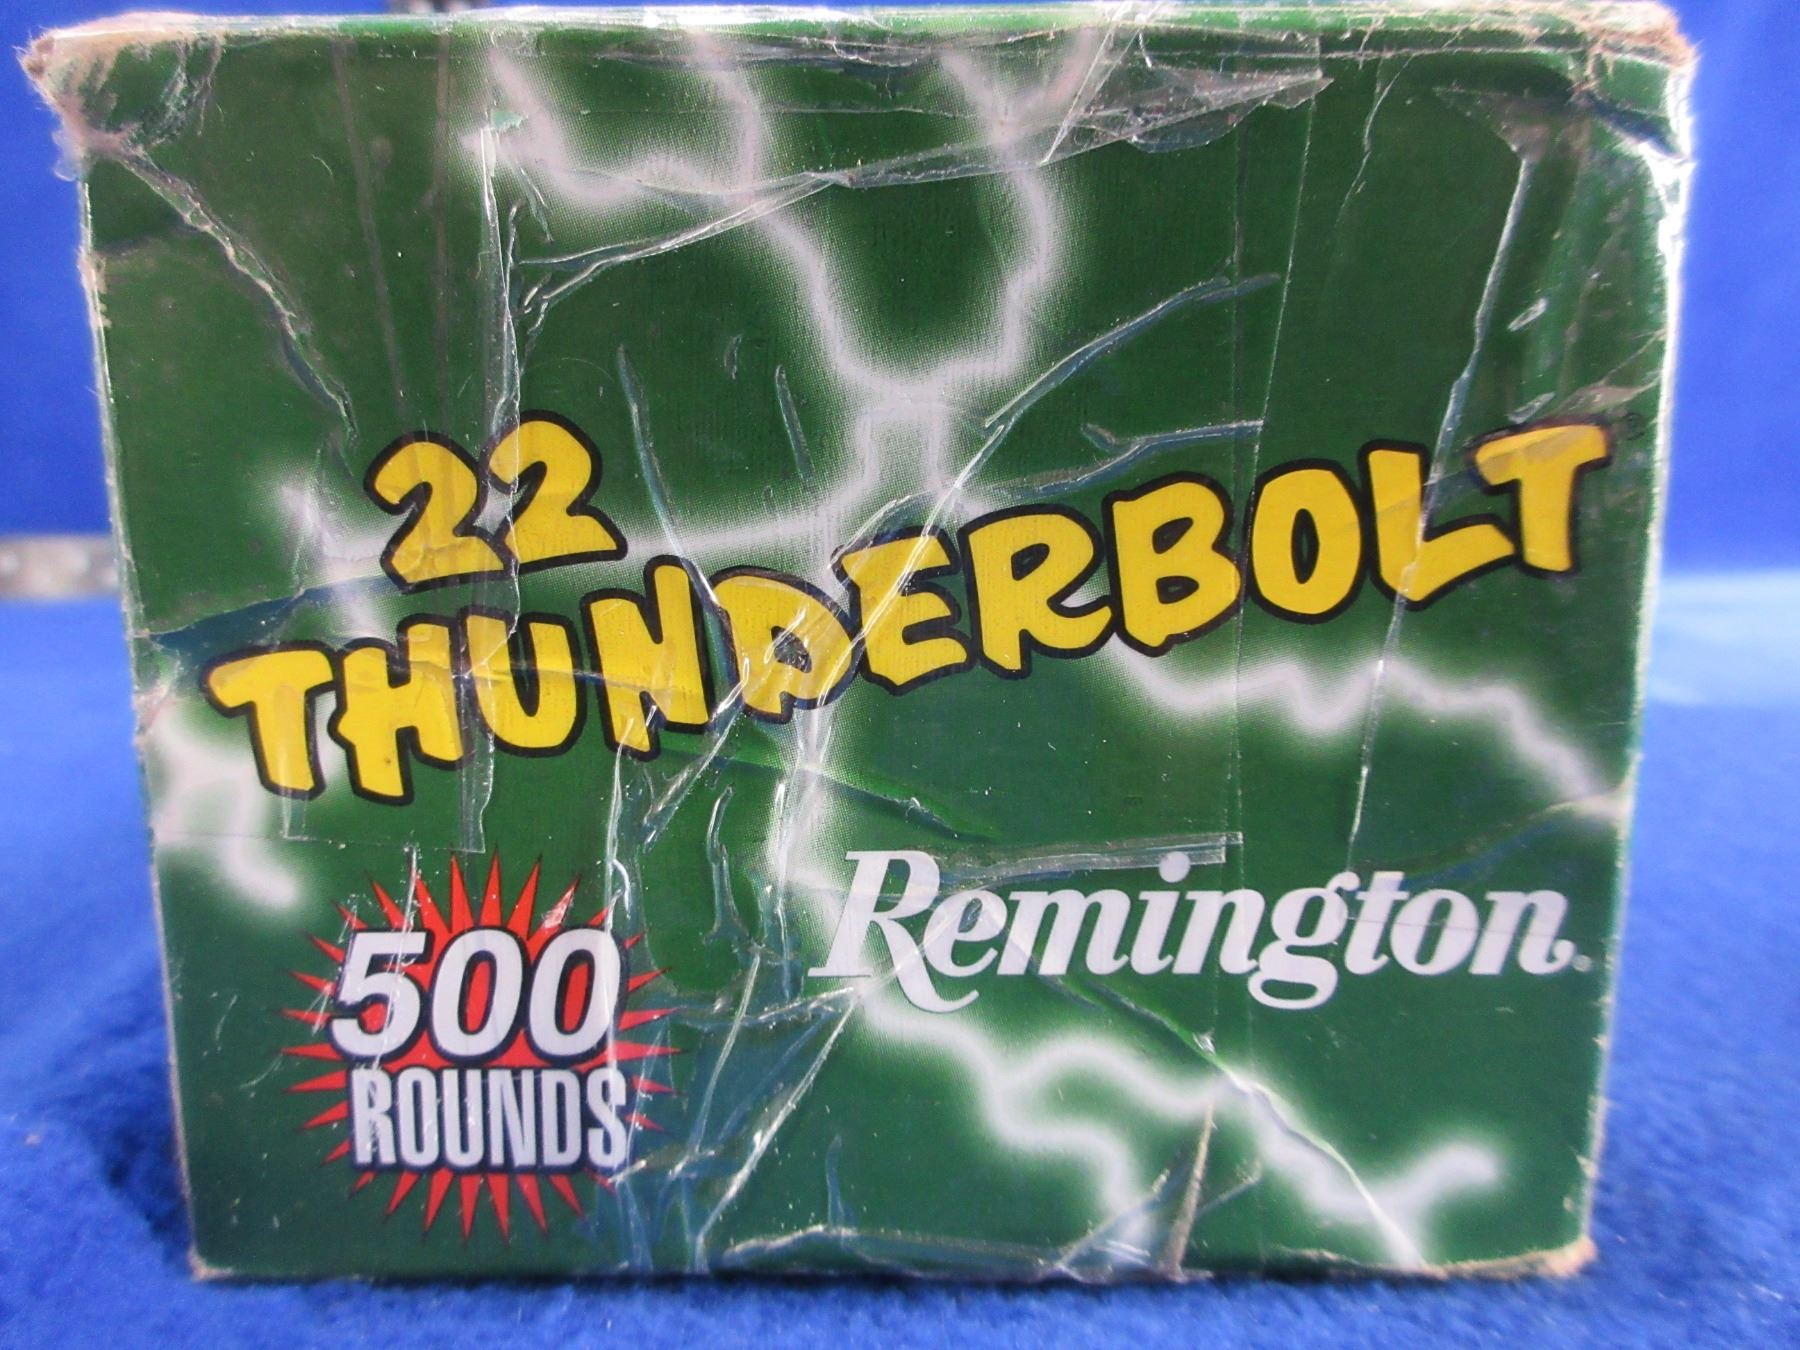 22
THUNDERBOLT
Remington
500
ROUNDS